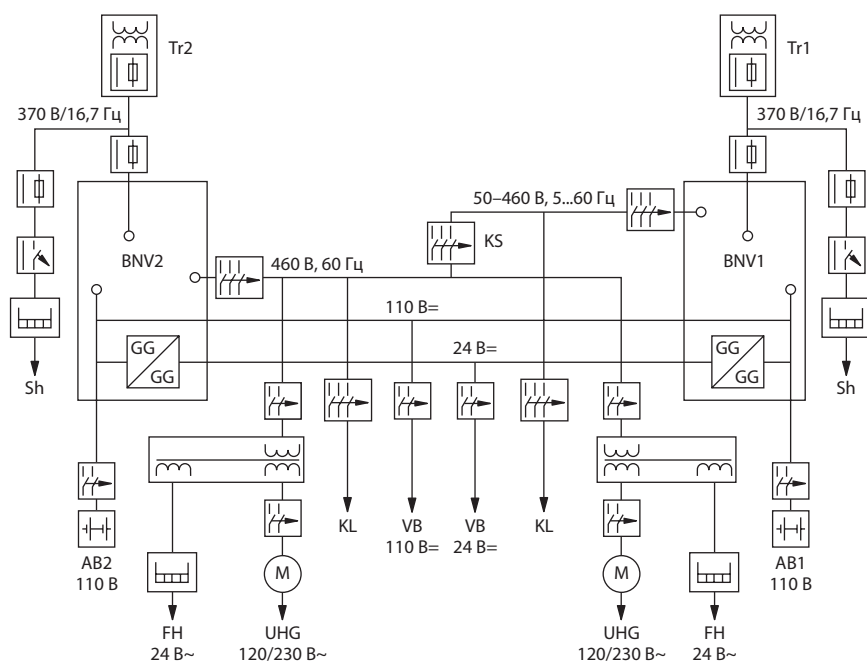 Tr2
Tr1
370 В/16,7 Гц
370 В/16,7 Гц
50–460 В, 5...60 Гц
KS
BNV2
460 В, 60 Гц
BNV1
110 В=
24 В=
GG
GG
GG
GG
Sh
Sh
KL
VB
110 В=
VB
24 В=
KL
AB2
110 В
M
M
AB1
110 В
FH
24 В~
UHG
120/230 В~
UHG
120/230 В~
FH
24 В~